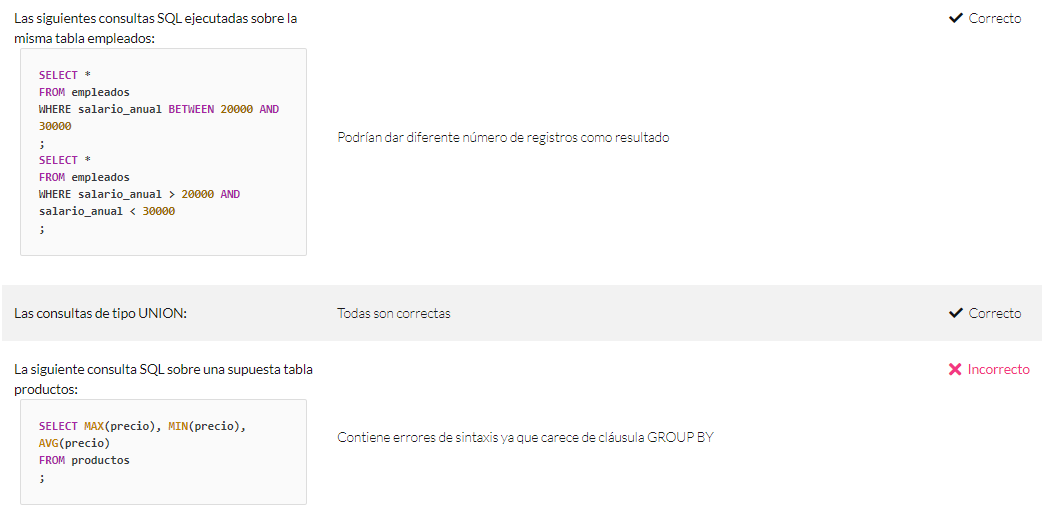 Las siguientes consultas SQL ejecutadas sobre la
misma tabla empleados:
SELECT *
FROM empleados
WHERE salario_anual BETWEEN 20000 AND
30000
;
SELECT *
FROM empleados
WHERE salario_anual > 20000 AND
salario_anual < 30000
;
Podrían dar diferente número de registros como resultado
Correcto
Las consultas de tipo UNION:
Todas son correctas
Correcto
La siguiente consulta SQL sobre una supuesta tabla
productos:
SELECT MAX(precio), MIN(precio),
AVG(precio)
FROM productos
;
Contiene errores de sintaxis ya que carece de cláusula GROUP BY
Incorrecto